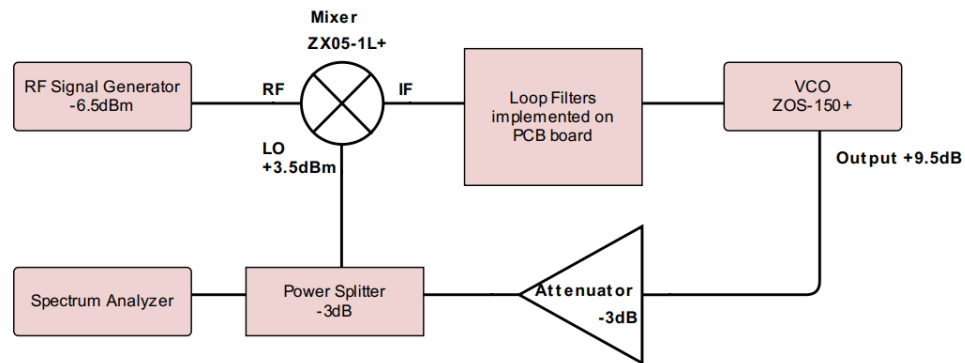 Mixer
ZX05-1L+
RF Signal Generator
-6.5dBm
RF
IF
Loop Filters
implemented on
PCB board
VCO
ZOS-150+
LO
+3.5dBm
Output +9.5dB
Spectrum Analyzer
Power Splitter
-3dB
Attenuator
-3dB